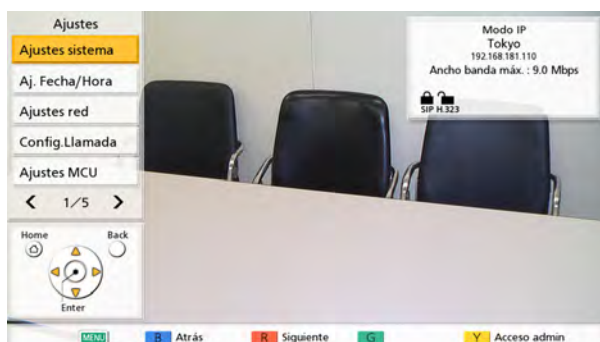 Ajustes
Ajustes sistema
Aj. Fecha/Hora
Ajustes red
Config.Llamada
Ajustes MCU
1/5
Modo IP
Tokyo
192.168.181.110
Ancho banda máx. : 9.0 Mbps
SIP H.323
Home Back
Enter
MENU B Atrás R Siguiente G Y Acceso admin